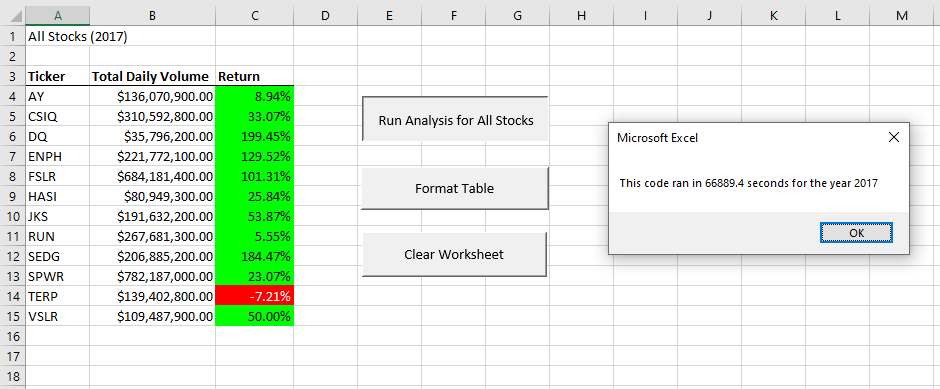 A B C D E F G H I J K L M
1 All Stocks (2017)
2
3 Ticker Total Daily Volume Return
4 AY $136,070,900.00 8.94%
5 CSIQ $310,592,800.00 33.07%
6 DQ $35,796,200.00 199.45%
7 ENPH $221,772,100.00 129.52%
8 FSLR $684,181,400.00 101.31%
9 HASI $80,949,300.00 25.84%
10 JKS $191,632,200.00 53.87%
11 RUN $267,681,300.00 5.55%
12 SEDG $206,885,200.00 184.47%
13 SPWR $782,187,000.00 23.07%
14 TERP $139,402,800.00 -7.21%
15 VSLR $109,487,900.00 50.00%
16
17
18
Run Analysis for All Stocks
Format Table
Clear Worksheet
Microsoft Excel
This code ran in 66889.4 seconds for the year 2017
OK